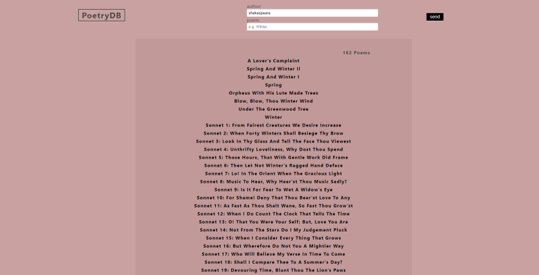 PoetryDB
author:
shakespeare
poem:
e.g. Winter
send
162 Poems
A Lover's Complaint
Spring And Winter II
Spring And Winter I
Spring
Orpheus With His Lute Made Trees
Blow, Blow, Thou Winter Wind
Under The Greenwood Tree
Winter
Sonnet 1: From Fairest Creatures We Desire Increase
Sonnet 2: When Forty Winters Shall Besiege Thy Brow
Sonnet 3: Look In Thy Glass And Tell The Face Thou Viewest
Sonnet 4: Unthrifty Loveliness, Why Dost Thou Spend
Sonnet 5: Those Hours, That With Gentle Work Did Frame
Sonnet 6: Then Let Not Winter's Ragged Hand Deface
Sonnet 7: Lo! In The Orient When The Gracious Light
Sonnet 8: Music To Hear, Why Hear'st Thou Music Sadly?
Sonnet 9: Is It For Fear To Wet A Widow's Eye
Sonnet 10: For Shame! Deny That Thou Bear'st Love To Any
Sonnet 11: As Fast As Thou Shalt Wane, So Fast Thou Grow'st
Sonnet 12: When I Do Count The Clock That Tells The Time
Sonnet 13: O! That You Were Your Self; But, Love, You Are
Sonnet 14: Not From The Stars Do I My Judgement Pluck
Sonnet 15: When I Consider Every Thing That Grows
Sonnet 16: But Wherefore Do Not You A Mightier Way
Sonnet 17: Who Will Believe My Verse In Time To Come
Sonnet 18: Shall I Compare Thee To A Summer's Day?
Sonnet 19: Devouring Time, Blunt Thou The Lion's Paws